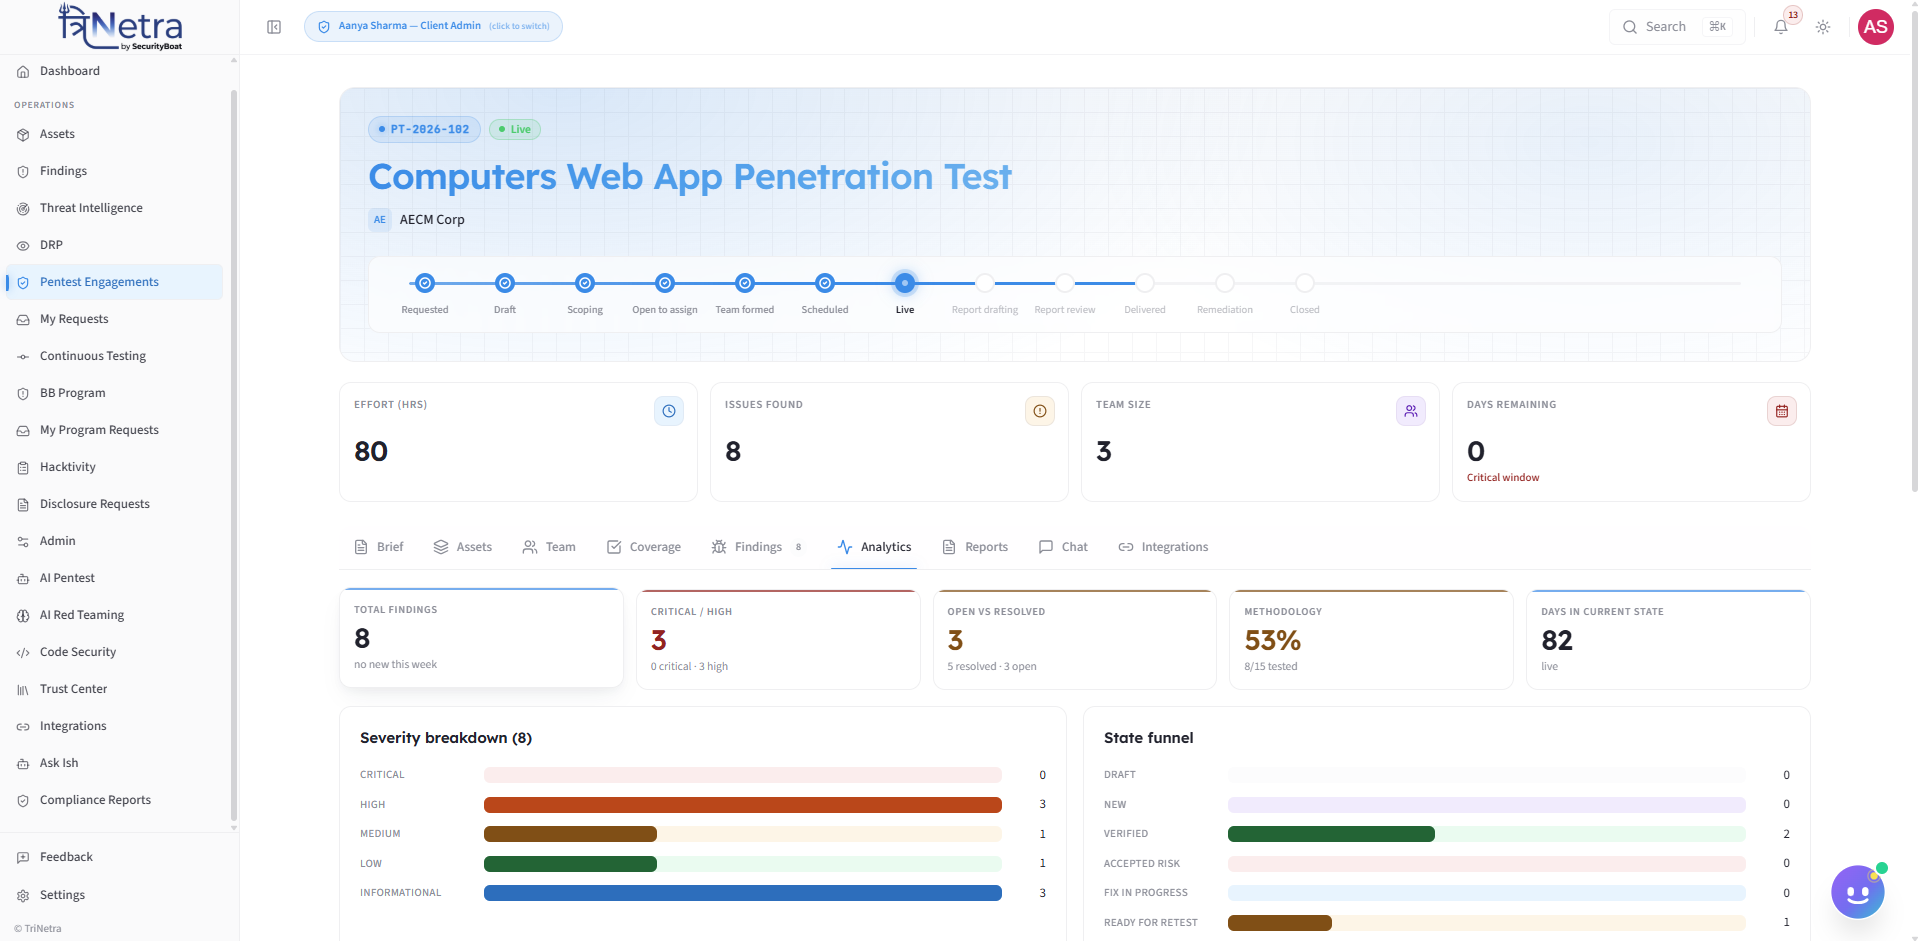 त्रिNetra
by SecurityBoat
Dashboard
OPERATIONS
Assets
Findings
Threat Intelligence
DRP
Pentest Engagements
My Requests
Continuous Testing
BB Program
My Program Requests
Hacktivity
Disclosure Requests
Admin
AI Pentest
AI Red Teaming
Code Security
Trust Center
Integrations
Ask Ish
Compliance Reports
Feedback
Settings
© TriNetra
Aanya Sharma — Client Admin (click to switch)
Search ⌘K
13
AS
PT-2026-102
Live
Computers Web App Penetration Test
AE AECM Corp
Requested Draft Scoping Open to assign Team formed Scheduled Live Report drafting Report review Delivered Remediation Closed
EFFORT (HRS)
80
ISSUES FOUND
8
TEAM SIZE
3
DAYS REMAINING
0
Critical window
Brief Assets Team Coverage Findings 8 Analytics Reports Chat Integrations
TOTAL FINDINGS
8
no new this week
CRITICAL / HIGH
3
0 critical · 3 high
OPEN VS RESOLVED
3
5 resolved · 3 open
METHODOLOGY
53%
8/15 tested
DAYS IN CURRENT STATE
82
live
Severity breakdown (8)
CRITICAL 0
HIGH 3
MEDIUM 1
LOW 1
INFORMATIONAL 3
State funnel
DRAFT 0
NEW 0
VERIFIED 2
ACCEPTED RISK 0
FIX IN PROGRESS 0
READY FOR RETEST 1